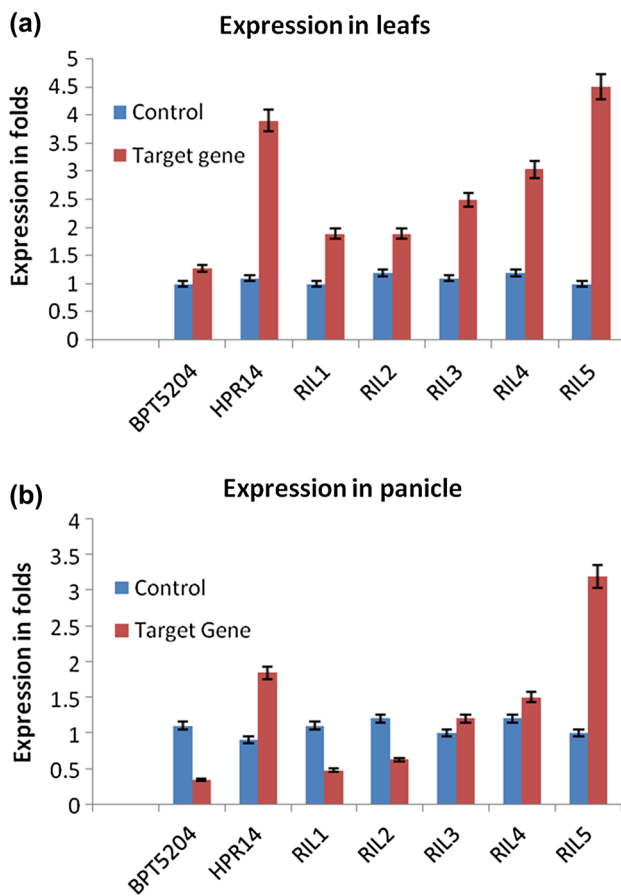 (a)
Expression in leafs
Expression in folds
5
4.5
4
3.5
3
2.5
2
1.5
1
0.5
0
Control
Target gene
BPT5204
HPR14
RIL1
RIL2
RIL3
RIL4
RIL5
(b)
Expression in panicle
Expression in folds
4
3.5
3
2.5
2
1.5
1
0.5
0
Control
Target Gene
BPT5204
HPR14
RIL1
RIL2
RIL3
RIL4
RIL5